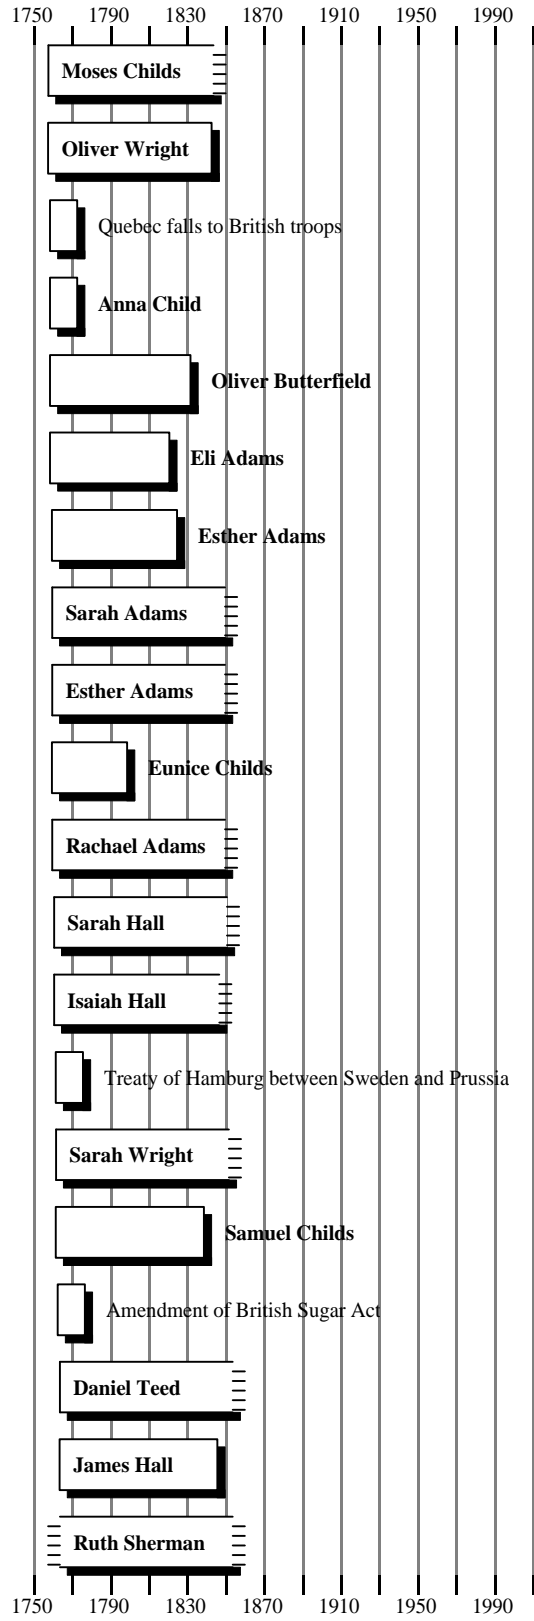 1750 1790 1830 1870 1910 1950 1990
Moses Childs
Oliver Wright
Quebec falls to British troops
Anna Child
Oliver Butterfield
Eli Adams
Esther Adams
Sarah Adams
Esther Adams
Eunice Childs
Rachael Adams
Sarah Hall
Isaiah Hall
Treaty of Hamburg between Sweden and Prussia
Sarah Wright
Samuel Childs
Amendment of British Sugar Act
Daniel Teed
James Hall
Ruth Sherman
1750 1790 1830 1870 1910 1950 1990